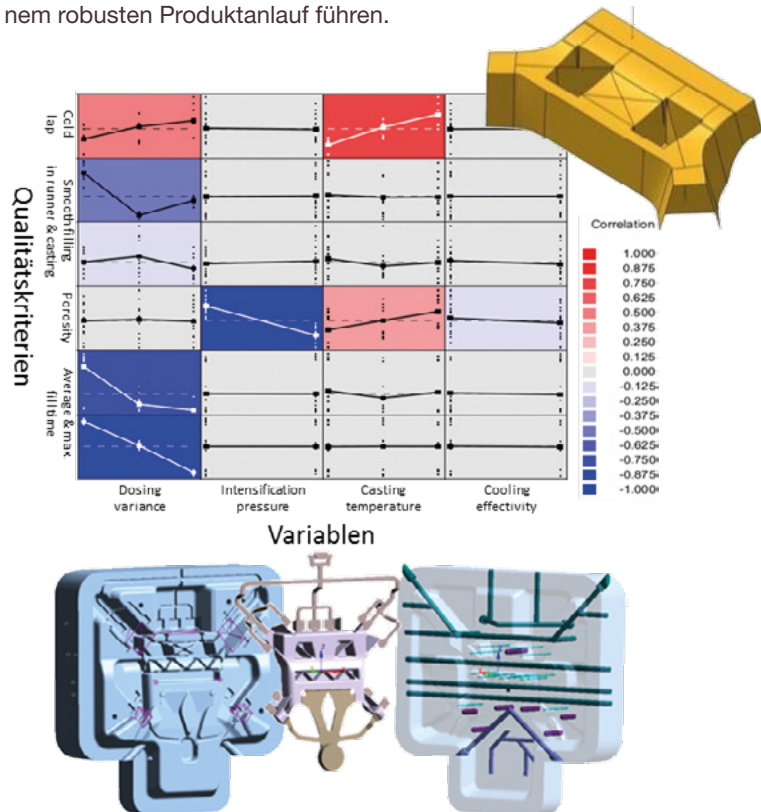 nem robusten Produktanlauf führen.
Qualitätskriterien
Cold
lap
Smooth filling
in runner & casting
Porosity
Average & max
fill time
Dosing
variance
Intensification
pressure
Casting
temperature
Cooling
effectivity
Variablen
Correlation
1.000
0.875
0.750
0.625
0.500
0.375
0.250
0.125
0.000
-0.125
-0.250
-0.375
-0.500
-0.625
-0.750
-0.875
-1.000